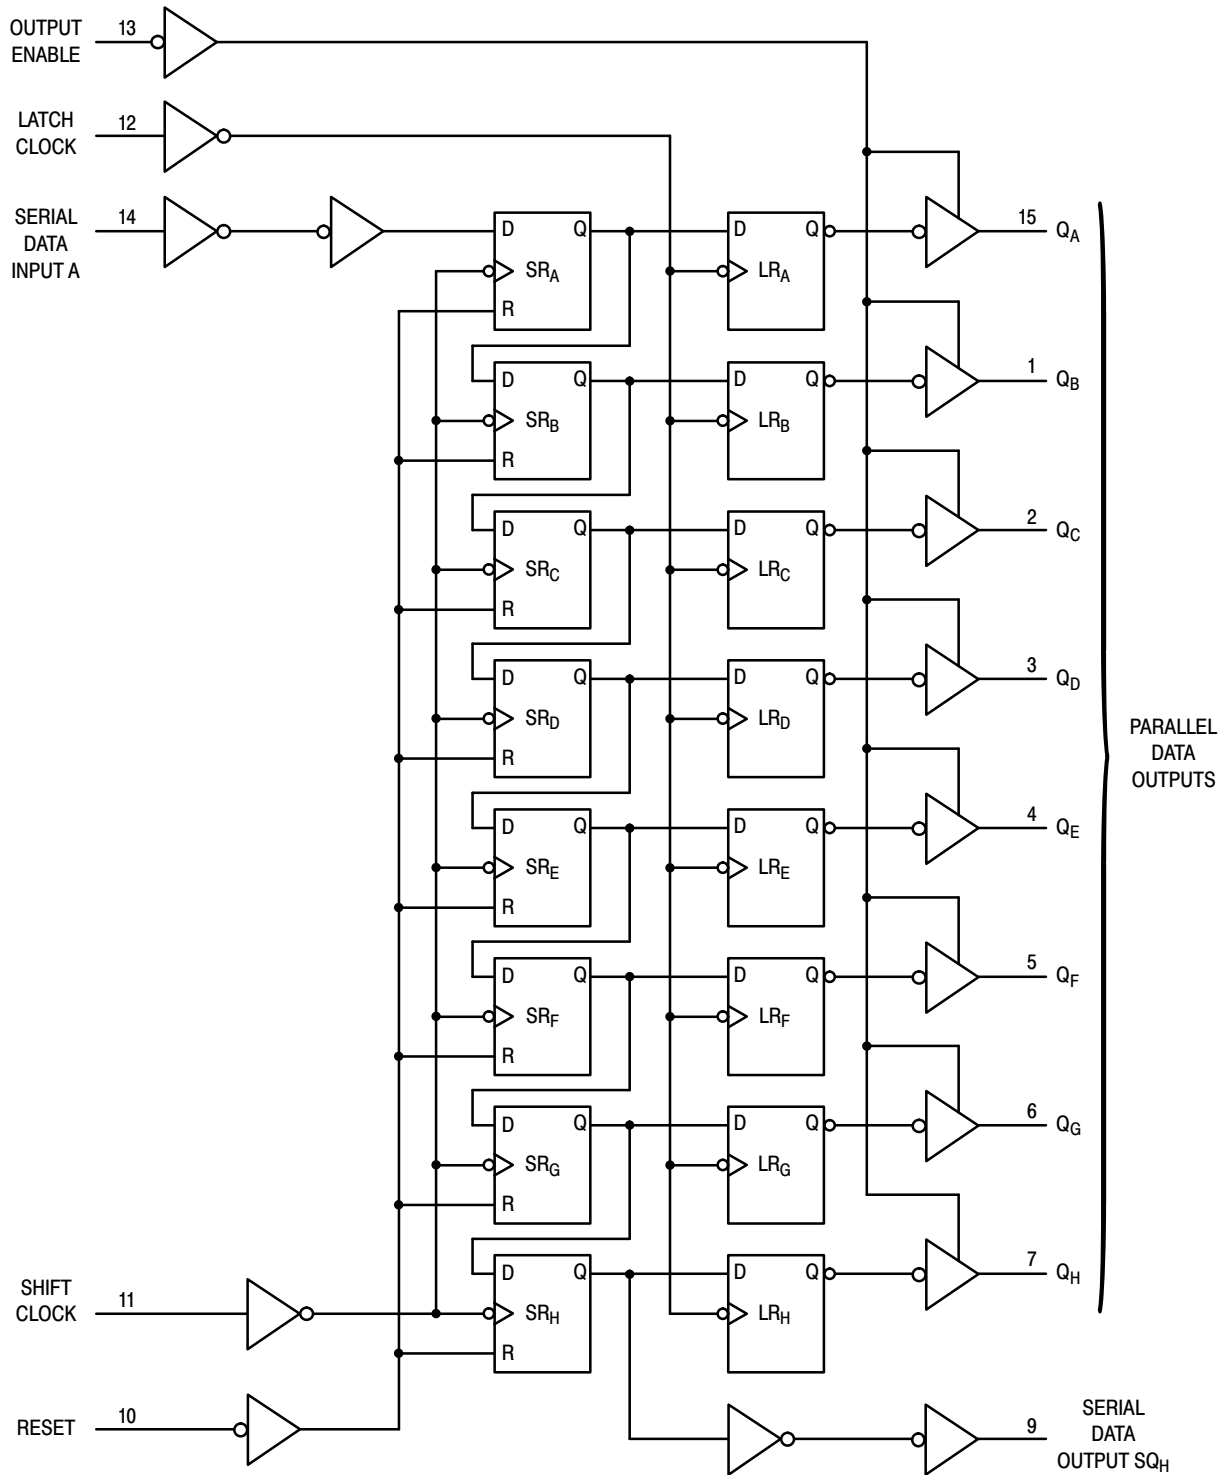 OUTPUT ENABLE 13
LATCH CLOCK 12
SERIAL DATA INPUT A 14
D Q SRA R
D Q LRA
15 QA
D Q SRB R
D Q LRB
1 QB
D Q SRC R
D Q LRC
2 QC
D Q SRD R
D Q LRD
3 QD
PARALLEL DATA OUTPUTS
D Q SRE R
D Q LRE
4 QE
D Q SRF R
D Q LRF
5 QF
D Q SRG R
D Q LRG
6 QG
SHIFT CLOCK 11
D Q SRH R
D Q LRH
7 QH
RESET 10
9 SERIAL DATA OUTPUT SQH